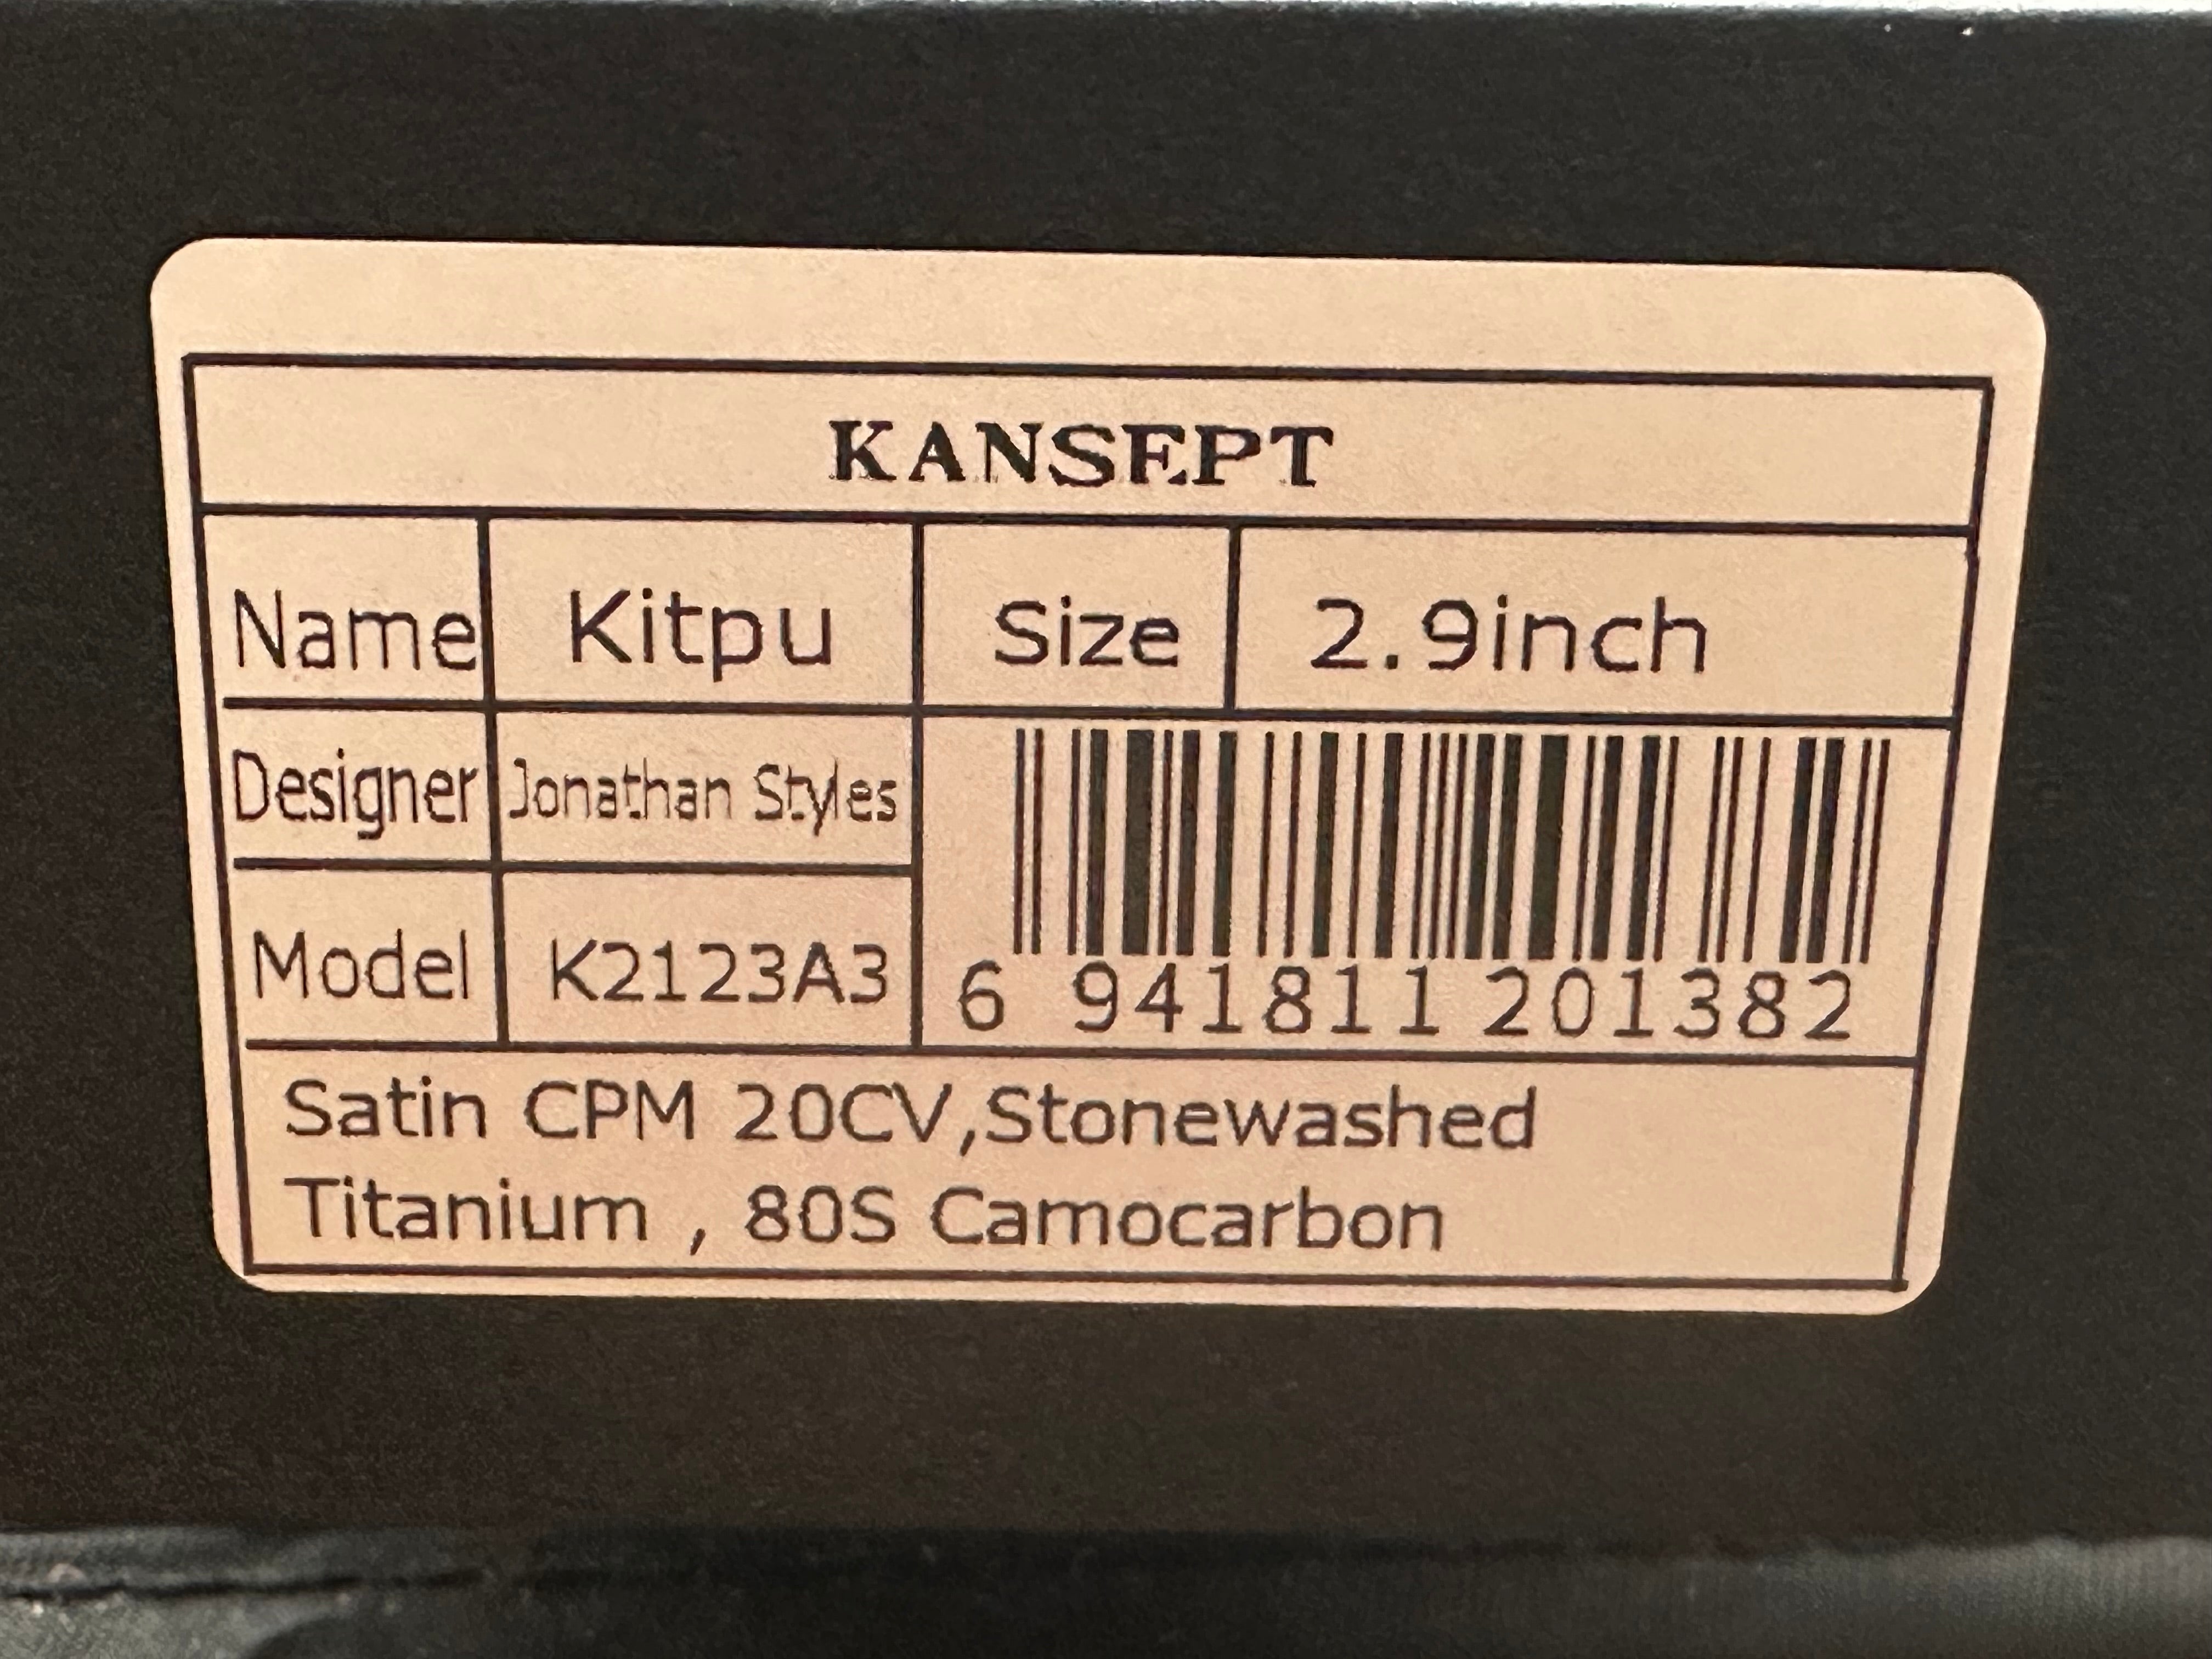 KANSEPT
Name Kitpu Size 2.9inch
Designer Jonathan Styles
Model K2123A3
6 941811 201382
Satin CPM 20CV,Stonewashed
Titanium , 80S Camocarbon